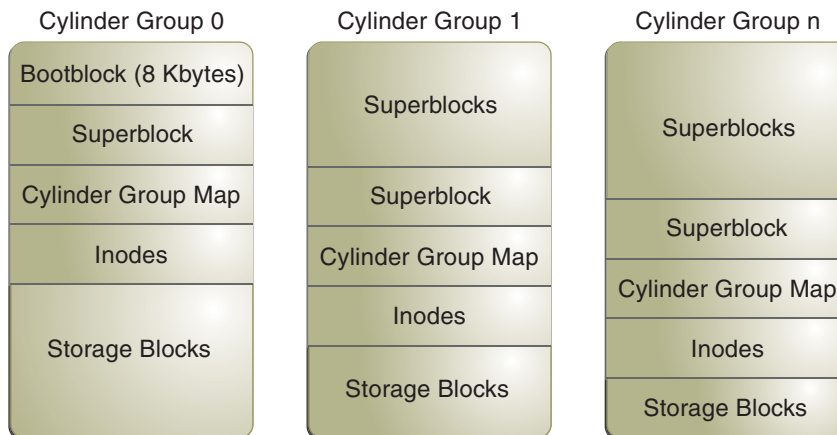 Cylinder Group 0
Bootblock (8 Kbytes)
Superblock
Cylinder Group Map
Inodes
Storage Blocks
Cylinder Group 1
Superblocks
Superblock
Cylinder Group Map
Inodes
Storage Blocks
Cylinder Group n
Superblocks
Superblock
Cylinder Group Map
Inodes
Storage Blocks